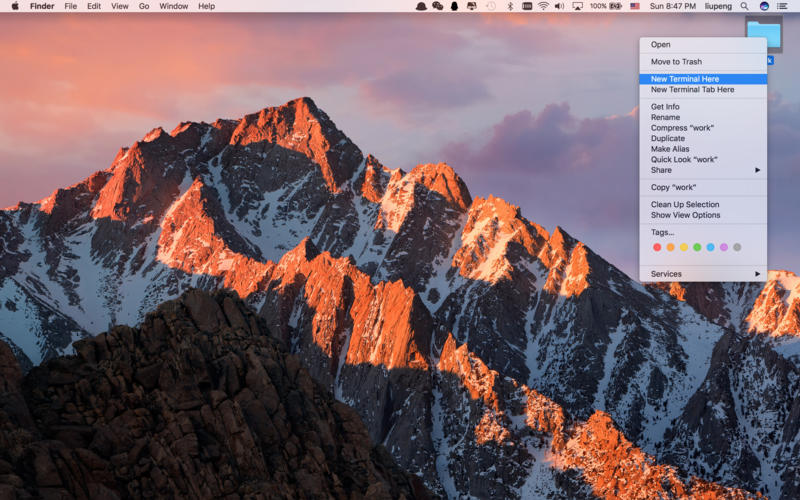 Finder File Edit View Go Window Help 100% Sun 8:47 PM liupeng
Open
Move to Trash
New Terminal Here
New Terminal Tab Here
Get Info
Rename
Compress “work”
Duplicate
Make Alias
Quick Look “work”
Share
Copy “work”
Clean Up Selection
Show View Options
Tags...
Services